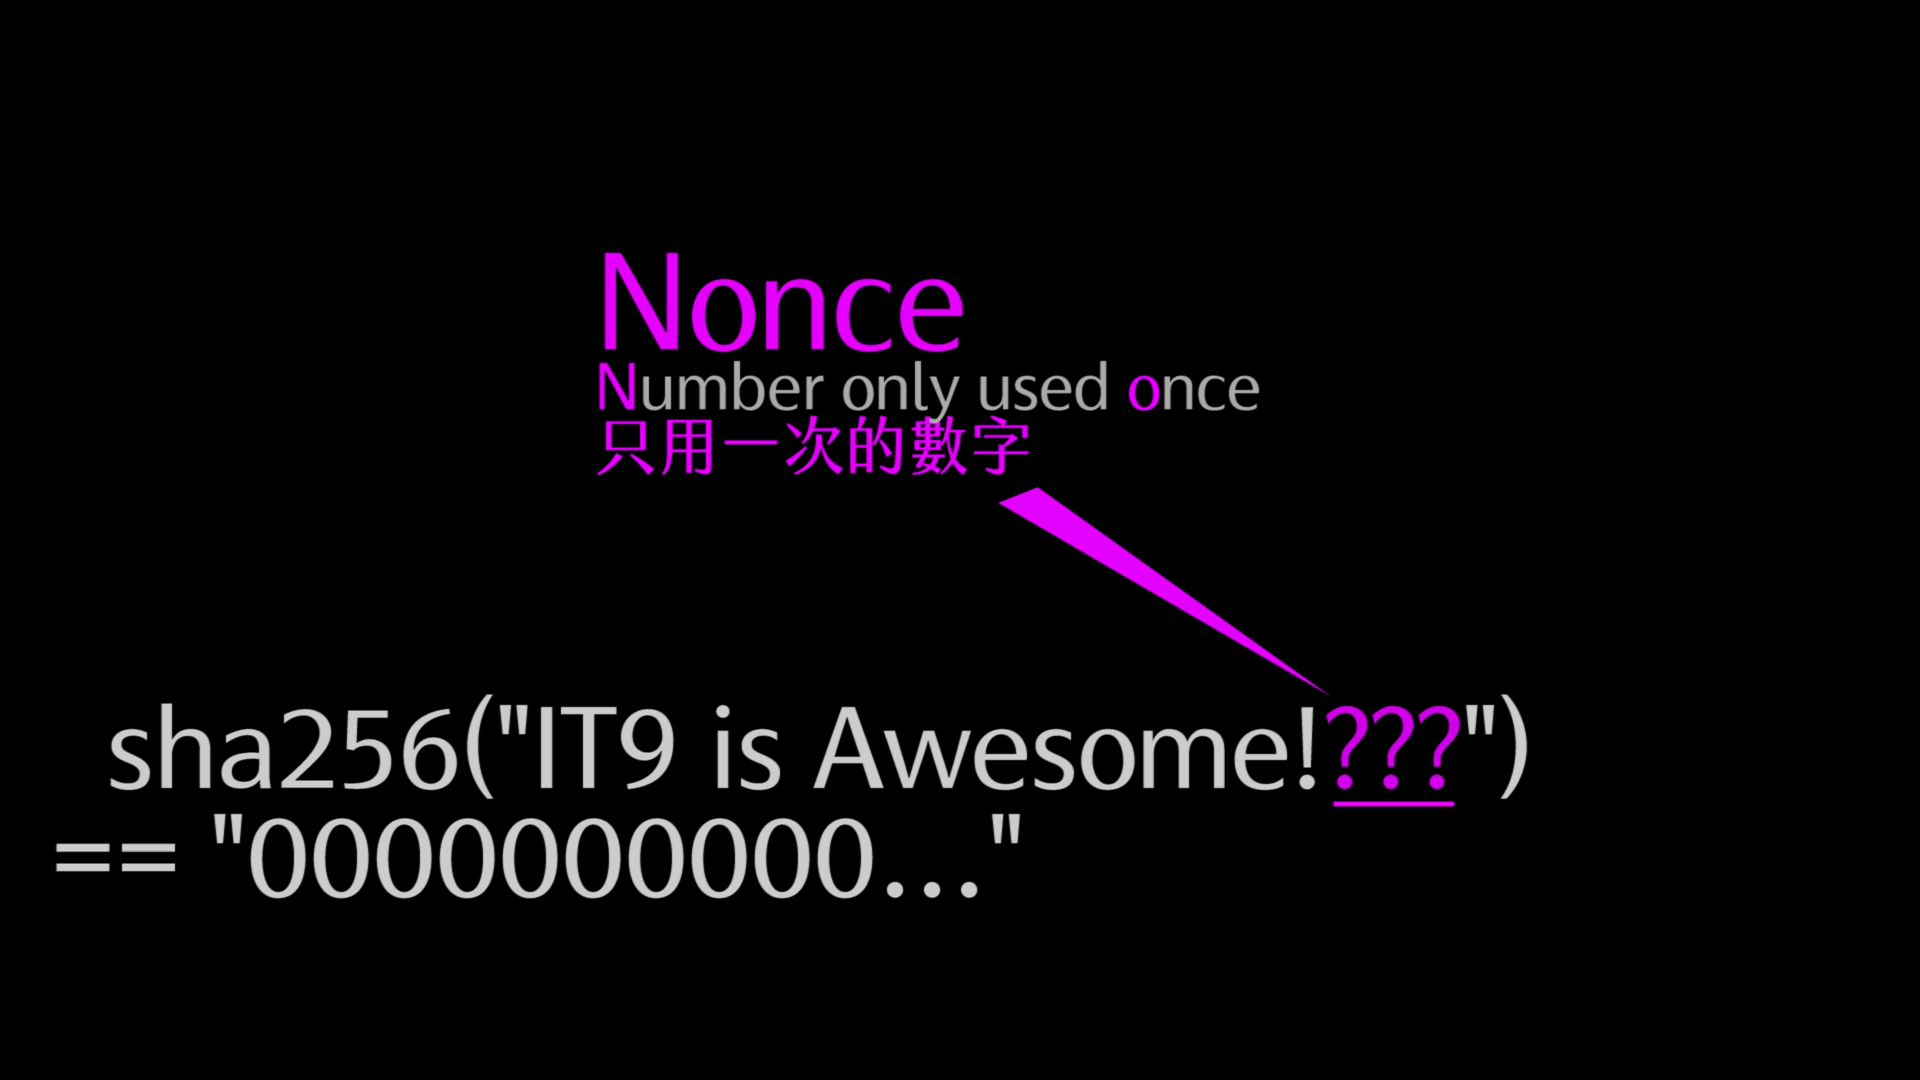 Nonce
Number only used once
只用一次的數字
sha256("IT9 is Awesome!???")
== "0000000000..."